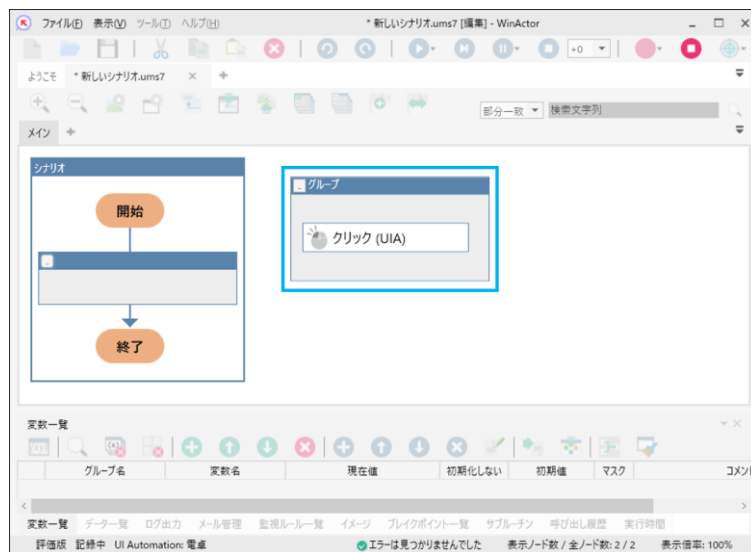 ファイル(F) 表示(V) ツール(T) ヘルプ(H) * 新しいシナリオ.ums7 [編集] - WinActor
+0
ようこそ * 新しいシナリオ.ums7
部分一致 検索文字列
メイン
シナリオ
グループ
開始
クリック (UIA)
終了
変数一覧
グループ名 変数名 現在値 初期化しない 初期値 マスク コメント
変数一覧 データ一覧 ログ出力 メール管理 監視ルール一覧 イメージ ブレイクポイント一覧 サブルーチン 呼び出し履歴 実行時間
評価版 記録中 UI Automation: 電卓 エラーは見つかりませんでした 表示ノード数 / 全ノード数: 2 / 2 表示倍率: 100%